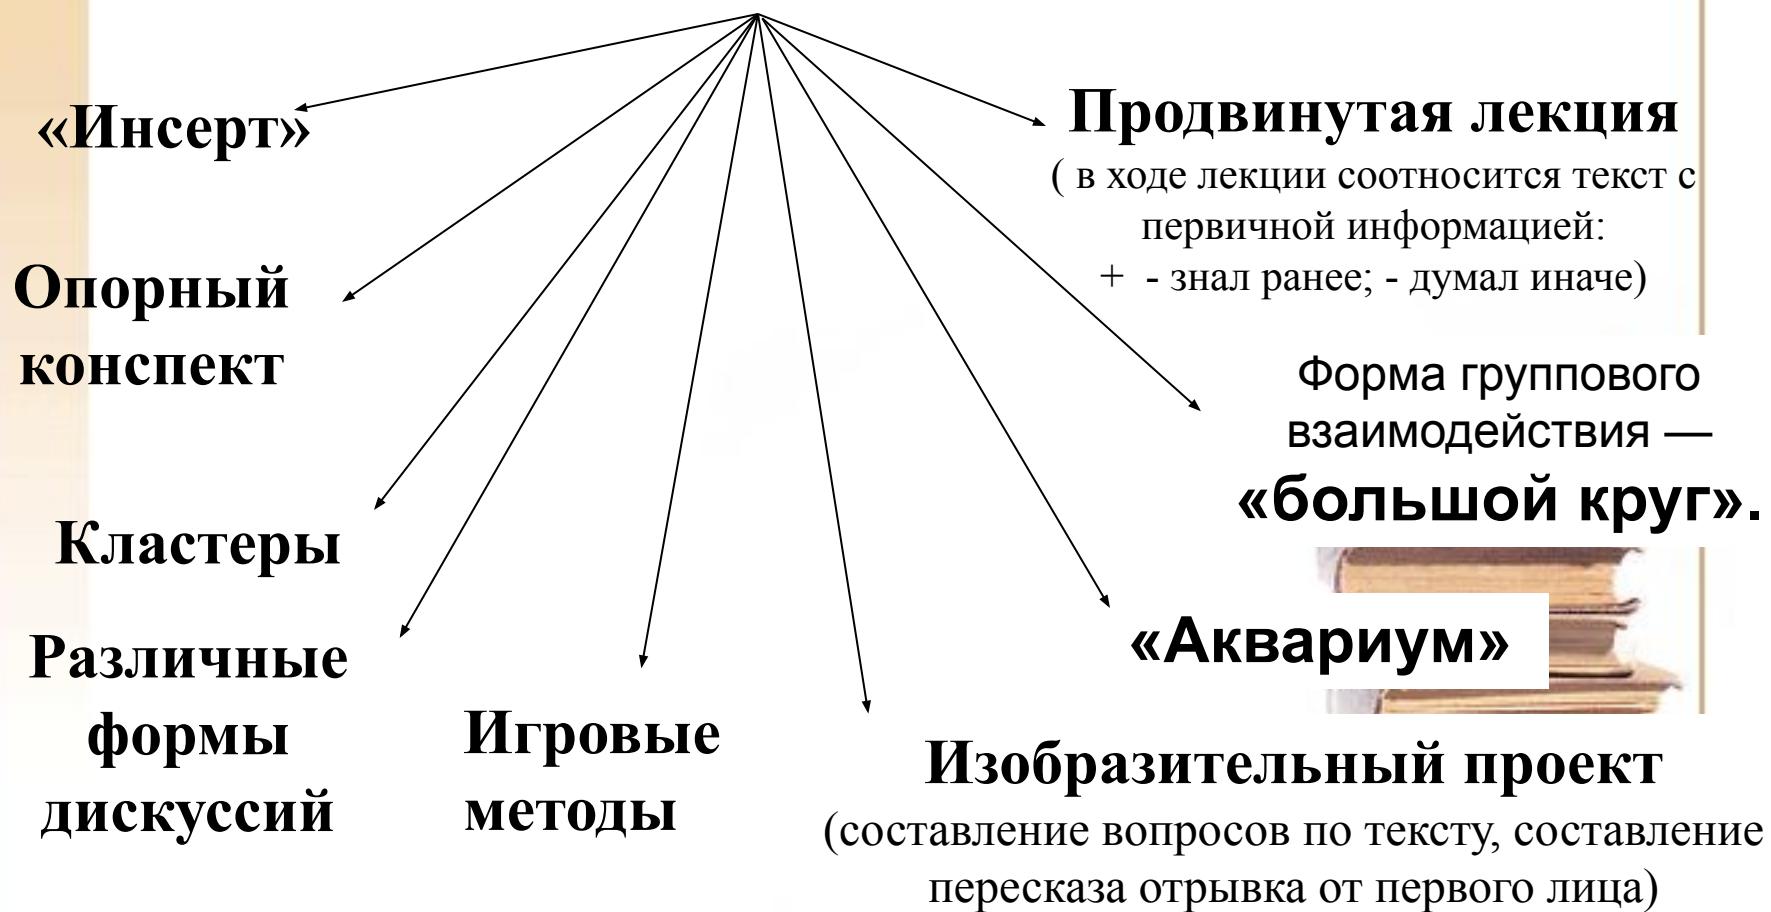 «Инсерт»
Опорный
конспект
Кластеры
Различные
формы
дискуссий
Игровые
методы
Изобразительный проект
(составление вопросов по тексту, составление
пересказа отрывка от первого лица)
«Аквариум»
Форма группового
взаимодействия —
«большой круг».
Продвинутая лекция
( в ходе лекции соотносится текст с
первичной информацией:
+ - знал ранее; - думал иначе)